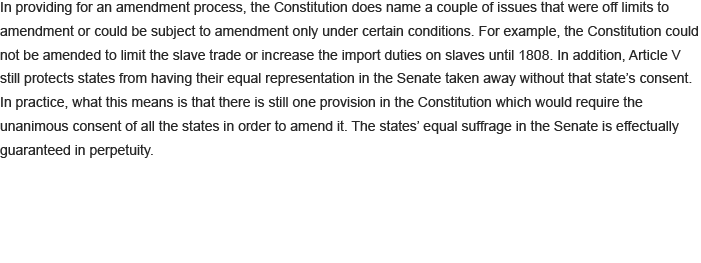 In providing for an amendment process, the Constitution does name a couple of issues that were off limits to
amendment or could be subject to amendment only under certain conditions. For example, the Constitution could
not be amended to limit the slave trade or increase the import duties on slaves until 1808. In addition, Article V
still protects states from having their equal representation in the Senate taken away without that state’s consent.
In practice, what this means is that there is still one provision in the Constitution which would require the
unanimous consent of all the states in order to amend it. The states’ equal suffrage in the Senate is effectually
guaranteed in perpetuity.